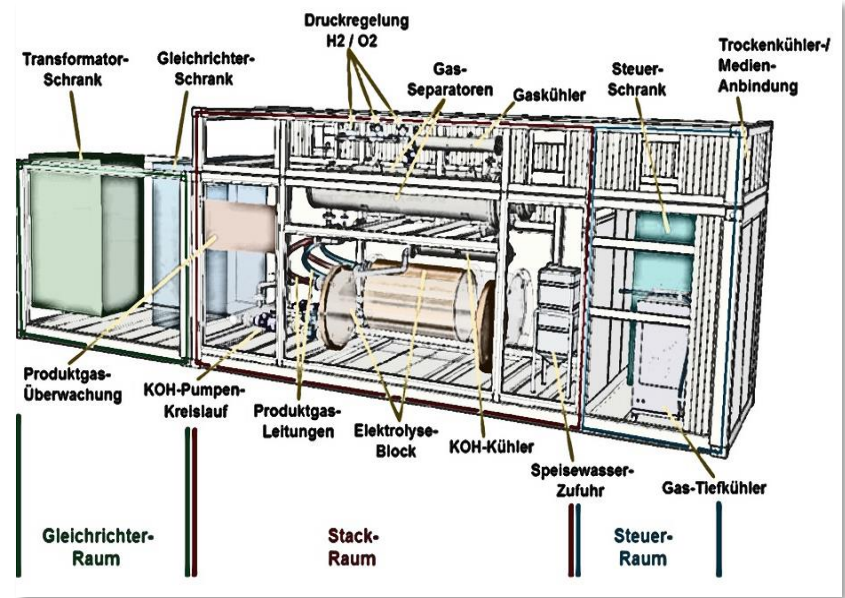 Druckregelung
H2 / O2
Transformator-
Schrank
Gleichrichter-
Schrank
Gas-
Separatoren
Gaskühler
Steuer-
Schrank
Trockenkühler-/
Medien-
Anbindung
Produktgas-
Überwachung
KOH-Pumpen-
Kreislauf
Produktgas-
Leitungen
Elektrolyse-
Block
KOH-Kühler
Speisewasser-
Zufuhr
Gas-Tiefkühler
Gleichrichter-
Raum
Stack-
Raum
Steuer-
Raum